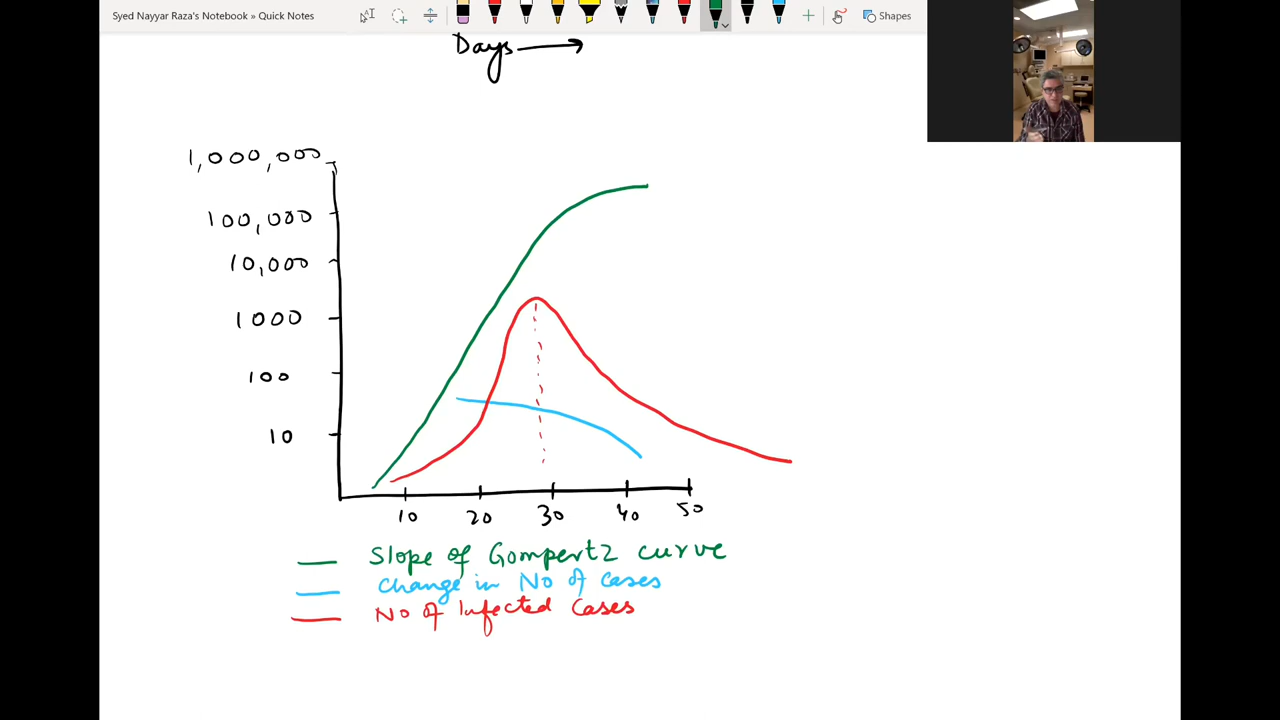 Syed Nayyar Raza's Notebook » Quick Notes
Shapes
Days
1,000,000
100,000
10,000
1000
100
10
10 20 30 40 50
Slope of Gompertz curve
Change in No of cases
No of Infected Cases